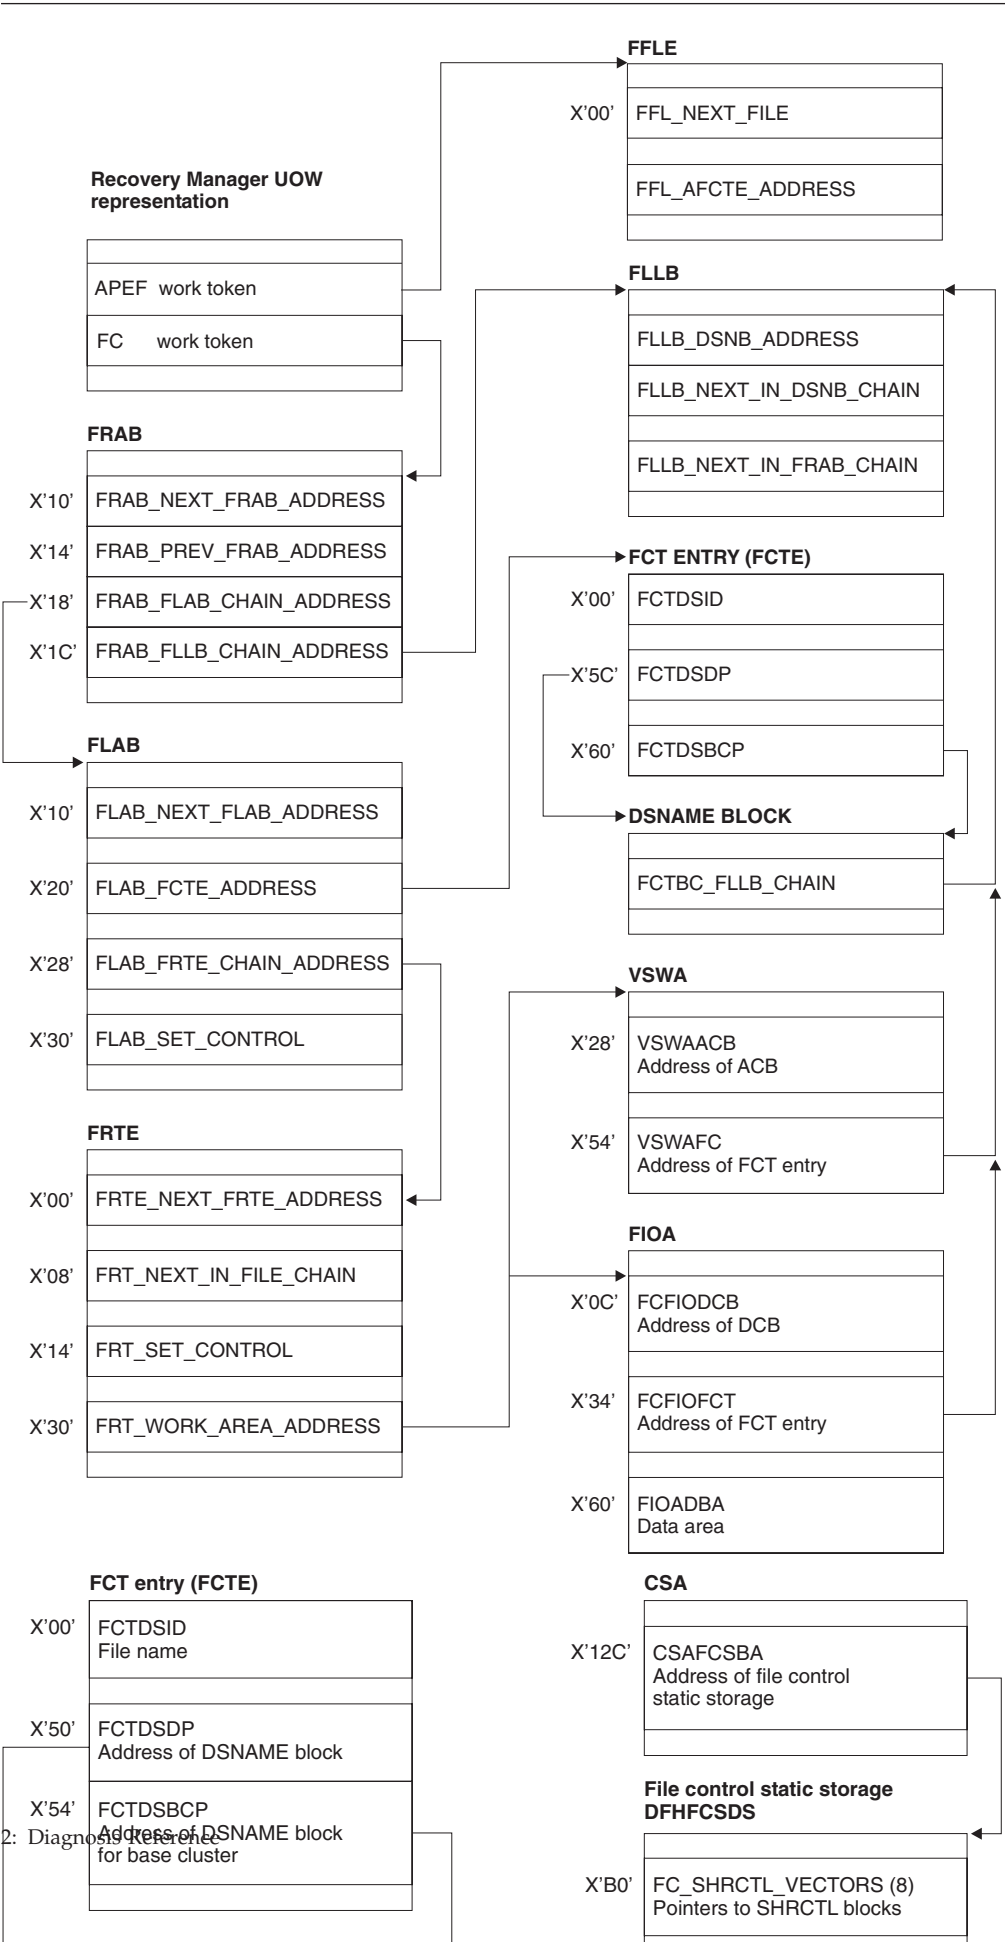 FFLE
X'00' FFL_NEXT_FILE
FFL_AFCTE_ADDRESS
Recovery Manager UOW
representation
APEF work token
FC work token
FLLB
FLLB_DSNB_ADDRESS
FLLB_NEXT_IN_DSNB_CHAIN
FLLB_NEXT_IN_FRAB_CHAIN
FRAB
X'10' FRAB_NEXT_FRAB_ADDRESS
X'14' FRAB_PREV_FRAB_ADDRESS
X'18' FRAB_FLAB_CHAIN_ADDRESS
X'1C' FRAB_FLLB_CHAIN_ADDRESS
FCT ENTRY (FCTE)
X'00' FCTDSID
X'5C' FCTDSDP
X'60' FCTDSBCP
FLAB
X'10' FLAB_NEXT_FLAB_ADDRESS
X'20' FLAB_FCTE_ADDRESS
X'28' FLAB_FRTE_CHAIN_ADDRESS
X'30' FLAB_SET_CONTROL
DSNAME BLOCK
FCTBC_FLLB_CHAIN
VSWA
X'28' VSWAACB
Address of ACB
X'54' VSWAFC
Address of FCT entry
FRTE
X'00' FRTE_NEXT_FRTE_ADDRESS
X'08' FRT_NEXT_IN_FILE_CHAIN
X'14' FRT_SET_CONTROL
X'30' FRT_WORK_AREA_ADDRESS
FIOA
X'0C' FCFIODCB
Address of DCB
X'34' FCFIOFCT
Address of FCT entry
X'60' FIOADBA
Data area
FCT entry (FCTE)
X'00' FCTDSID
File name
X'50' FCTDSDP
Address of DSNAME block
X'54' FCTDSBCP
Address of DSNAME block
for base cluster
2: Diagnosis Reference
CSA
X'12C' CSAFCSBA
Address of file control
static storage
File control static storage
DFHFCSDS
X'B0' FC_SHRCTL_VECTORS (8)
Pointers to SHRCTL blocks